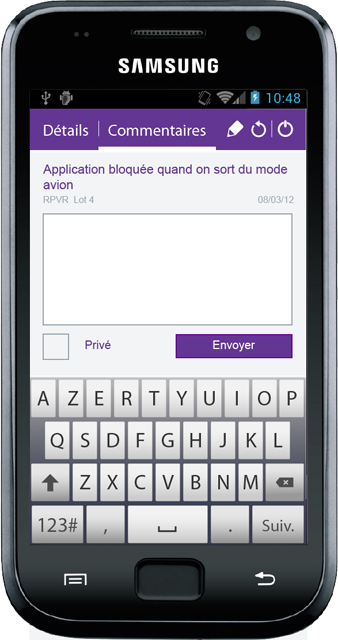 SAMSUNG
10:48
Détails | Commentaires
Application bloquée quand on sort du mode
avion
RPVR Lot 4 08/03/12
Privé Envoyer
A Z E R T Y U I O P
Q S D F G H J K L
Z X C V B N M
123# , . Suiv.